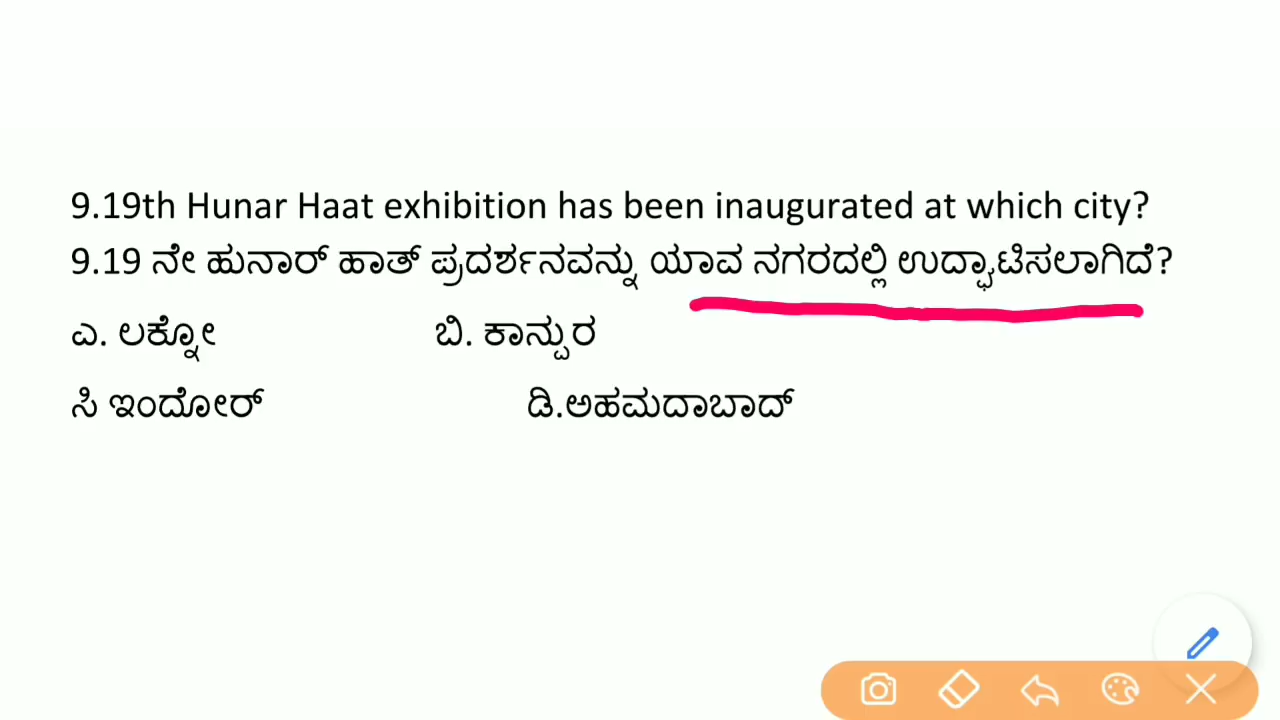 9.19th Hunar Haat exhibition has been inaugurated at which city?
9.19 ನೇ ಹುನಾರ್ ಹಾತ್ ಪ್ರದರ್ಶನವನ್ನು ಯಾವ ನಗರದಲ್ಲಿ ಉದ್ಘಾಟಿಸಲಾಗಿದೆ?
ಎ. ಲಕ್ನೋ ಬಿ. ಕಾನ್ಪುರ
ಸಿ ಇಂದೋರ್ ಡಿ.ಅಹಮದಾಬಾದ್